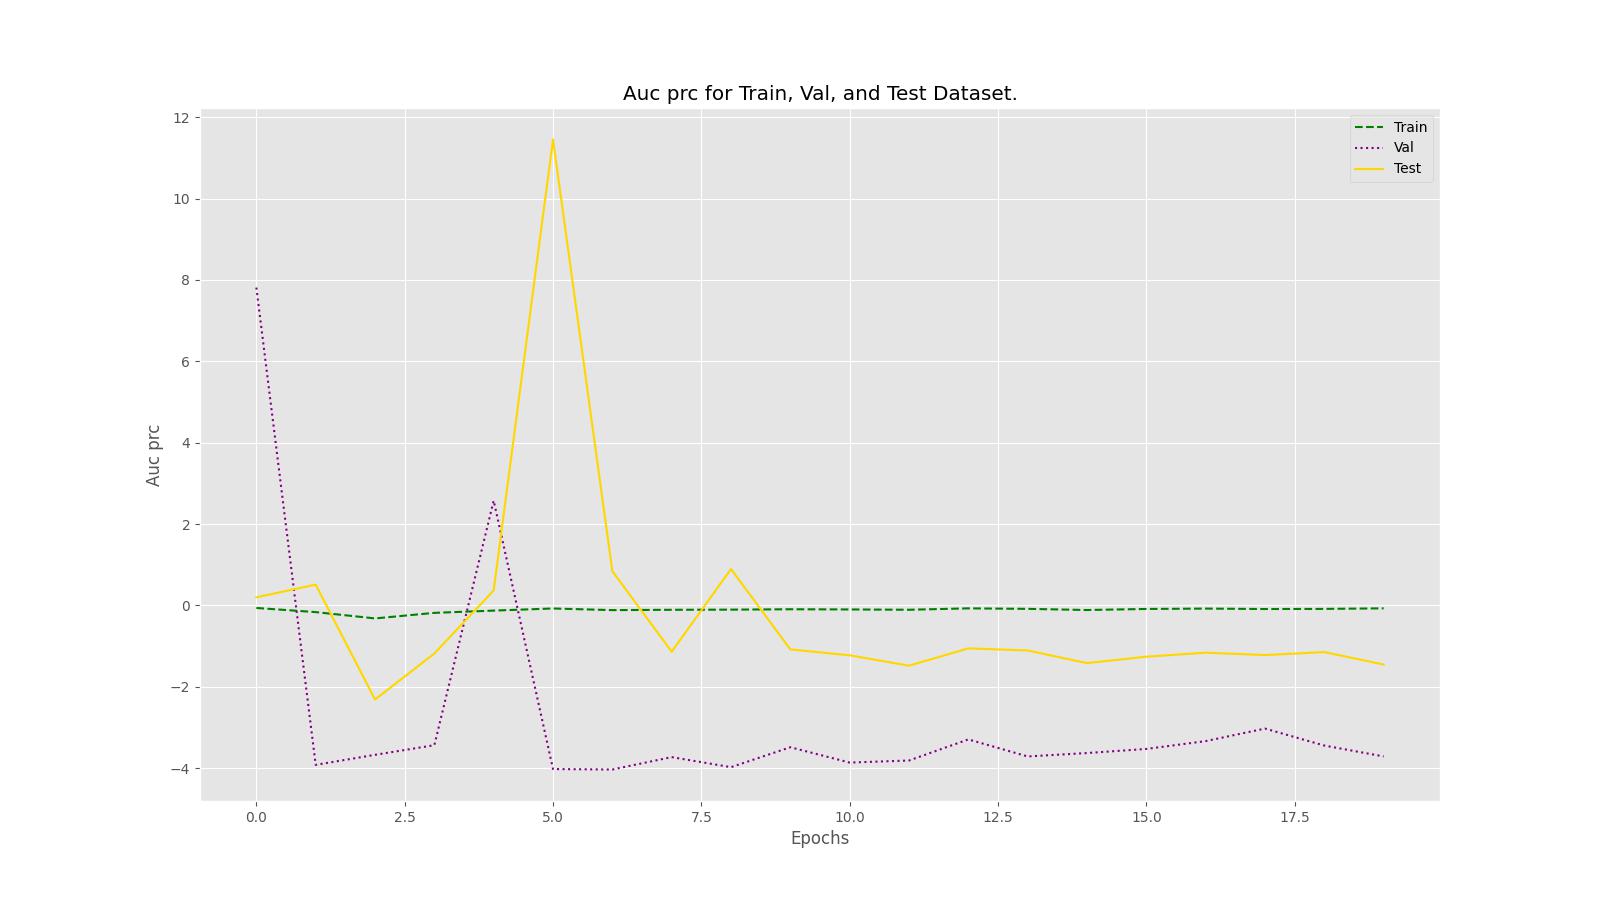 Auc prc for Train, Val, and Test Dataset.
12
10
8
6
4
2
0
−2
−4
Auc prc
Train
Val
Test
0.0 2.5 5.0 7.5 10.0 12.5 15.0 17.5
Epochs